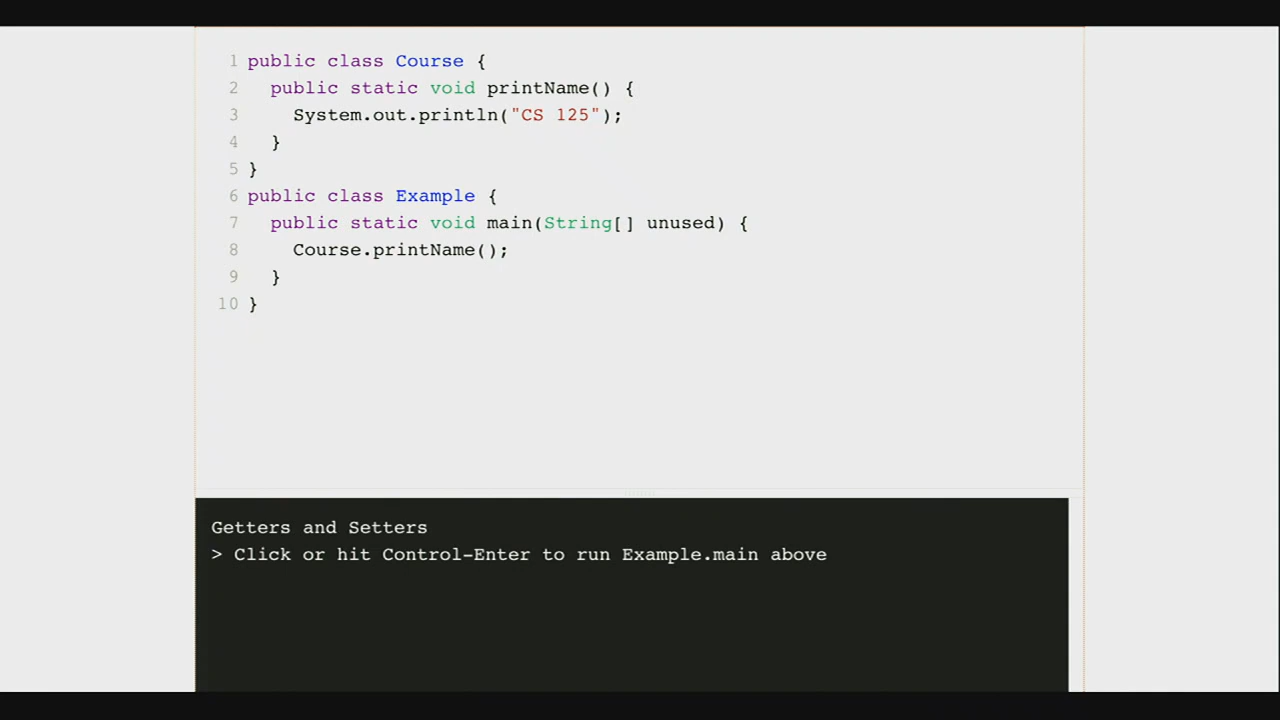 1 public class Course {
2 public static void printName() {
3 System.out.println("CS 125");
4 }
5 }
6 public class Example {
7 public static void main(String[] unused) {
8 Course.printName();
9 }
10 }
Getters and Setters
> Click or hit Control-Enter to run Example.main above